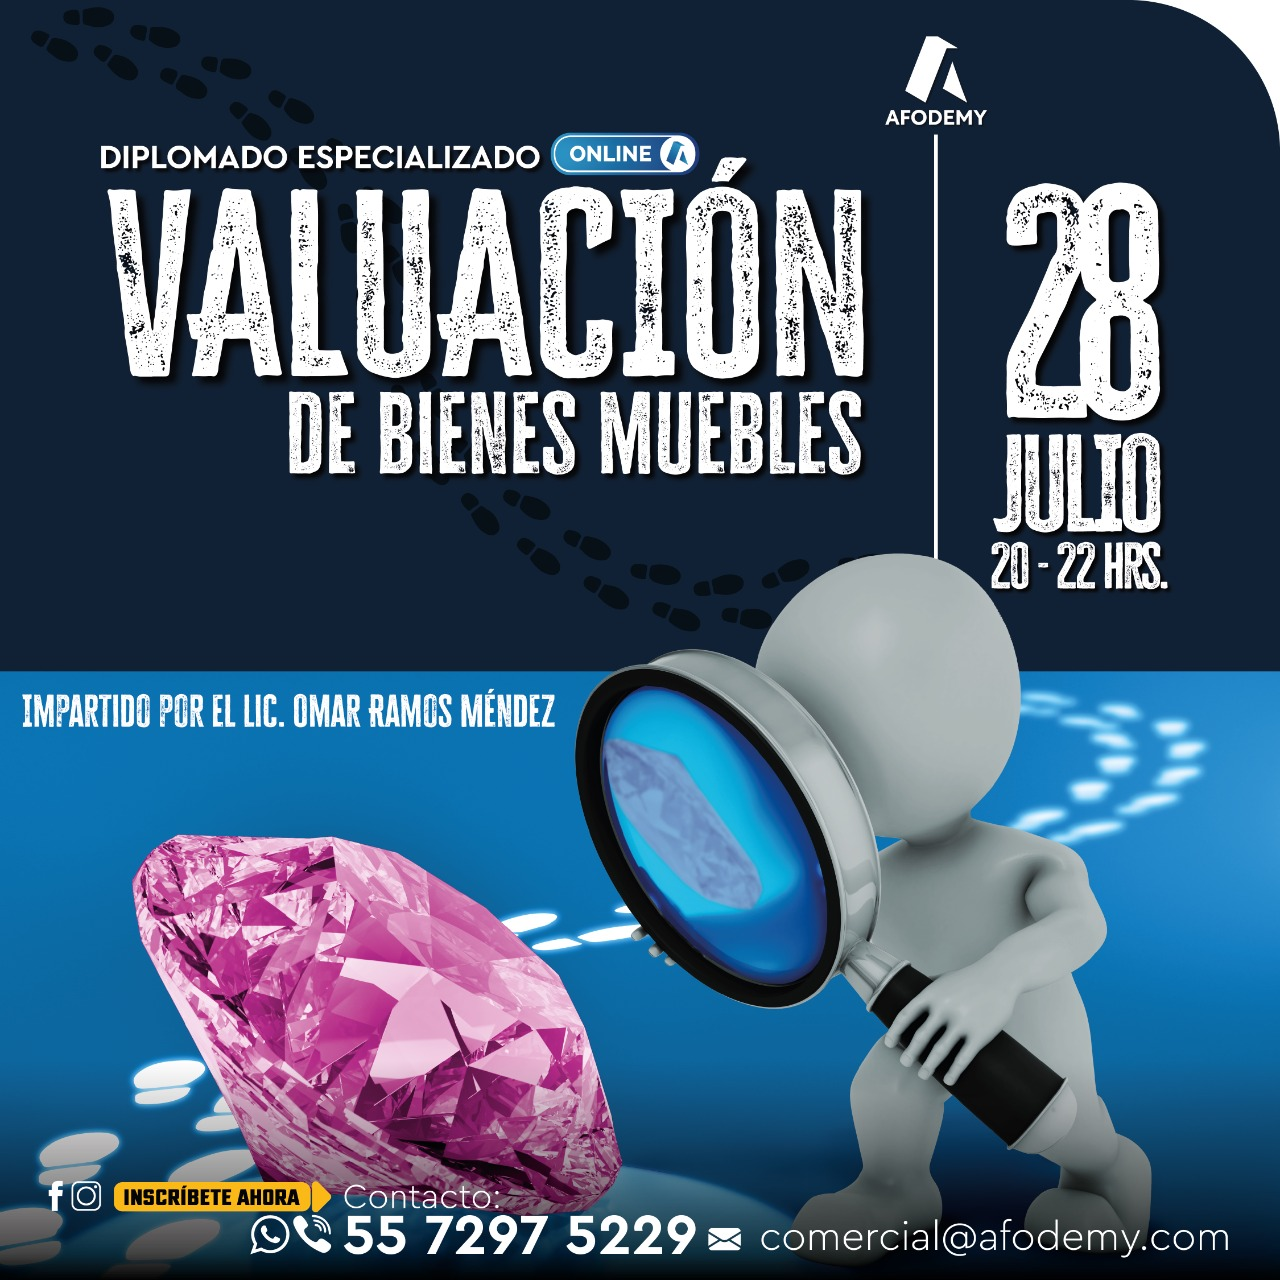 AFODEMY
DIPLOMADO ESPECIALIZADO ONLINE
VALUACIÓN
DE BIENES MUEBLES
28
JULIO
20 - 22 HRS.
IMPARTIDO POR EL LIC. OMAR RAMOS MÉNDEZ
INSCRÍBETE AHORA Contacto:
55 7297 5229 comercial@afodemy.com